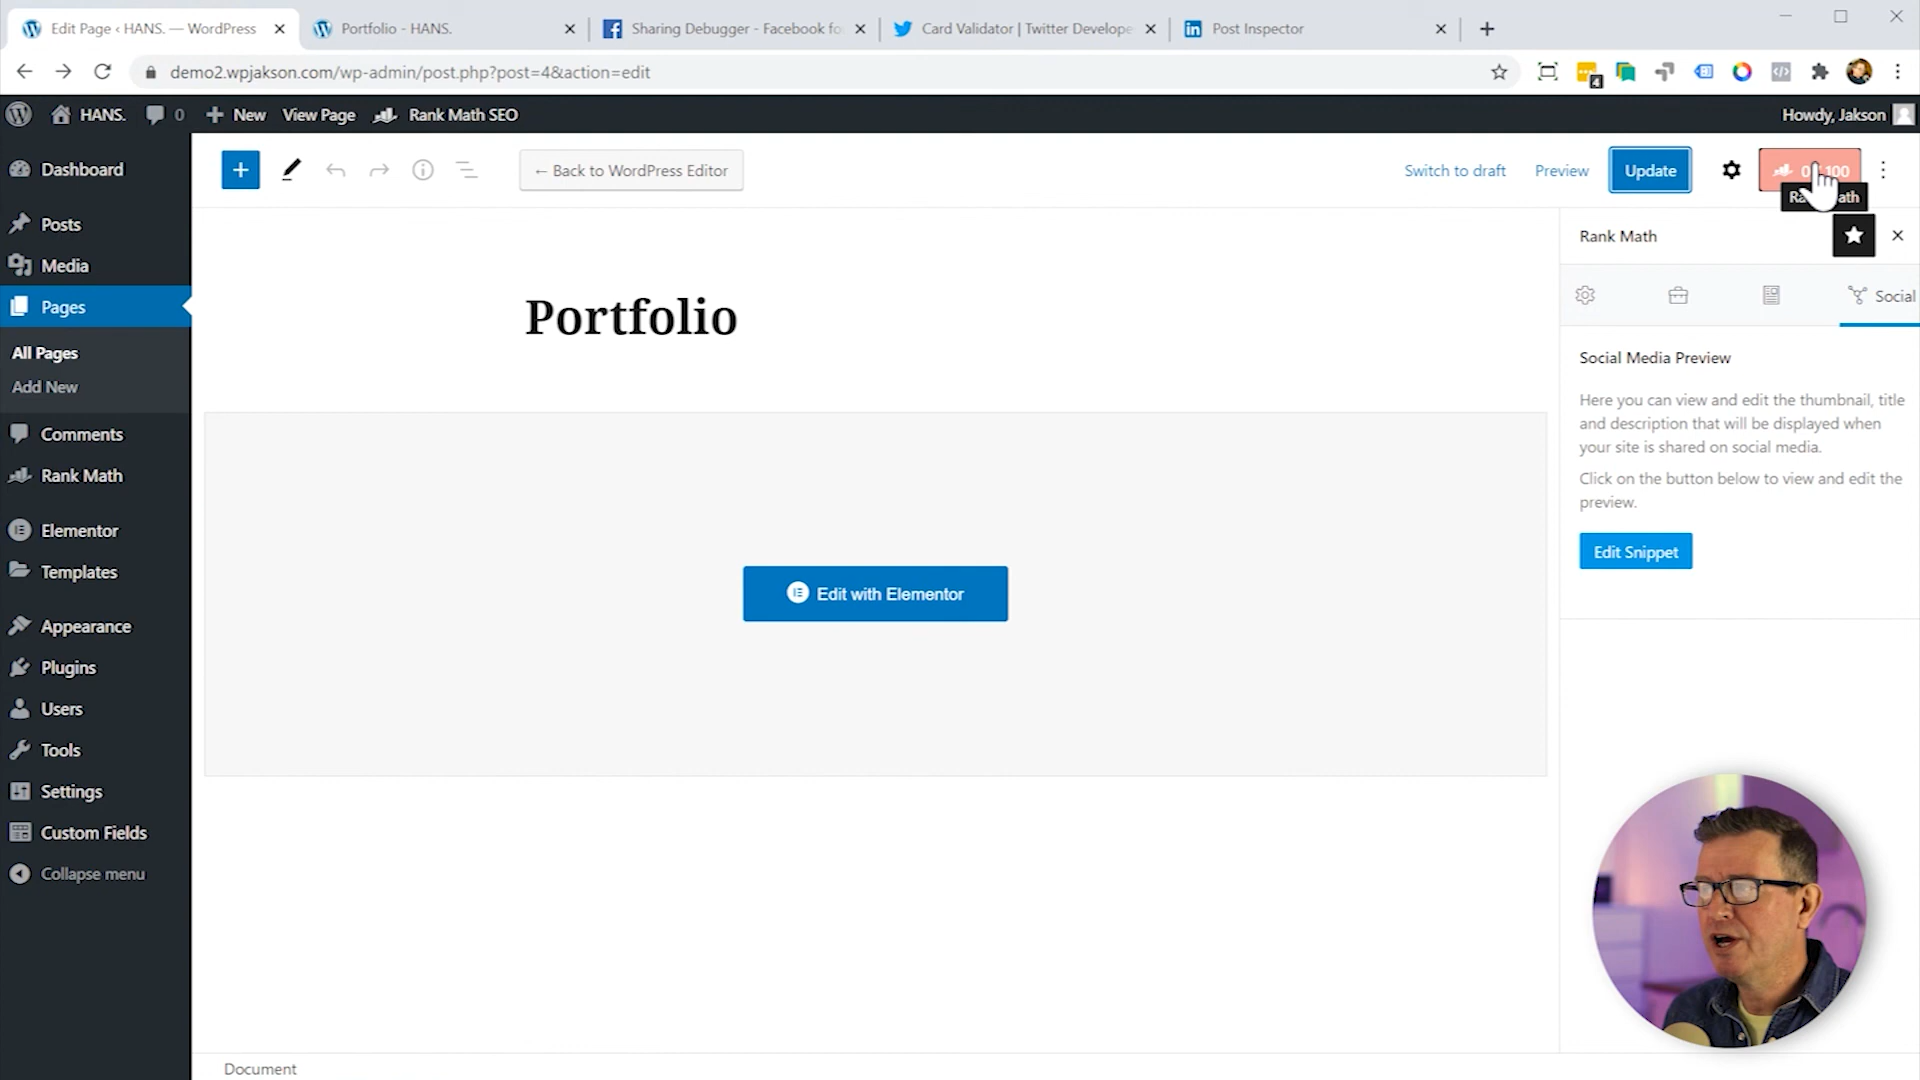 Edit Page ‹ HANS. — WordPress
Portfolio - HANS.
Sharing Debugger - Facebook fo
Card Validator | Twitter Develope
Post Inspector
demo2.wpjakson.com/wp-admin/post.php?post=4&action=edit
4
HANS.
0
New
View Page
Rank Math SEO
Howdy, Jakson
Dashboard
Posts
Media
Pages
All Pages
Add New
Comments
Rank Math
Elementor
Templates
Appearance
Plugins
Users
Tools
Settings
Custom Fields
Collapse menu
← Back to WordPress Editor
Switch to draft
Preview
Update
Portfolio
Edit with Elementor
Document
Rank Math
Social
Social Media Preview
Here you can view and edit the thumbnail, title
and description that will be displayed when
your site is shared on social media.
Click on the button below to view and edit the
preview.
Edit Snippet